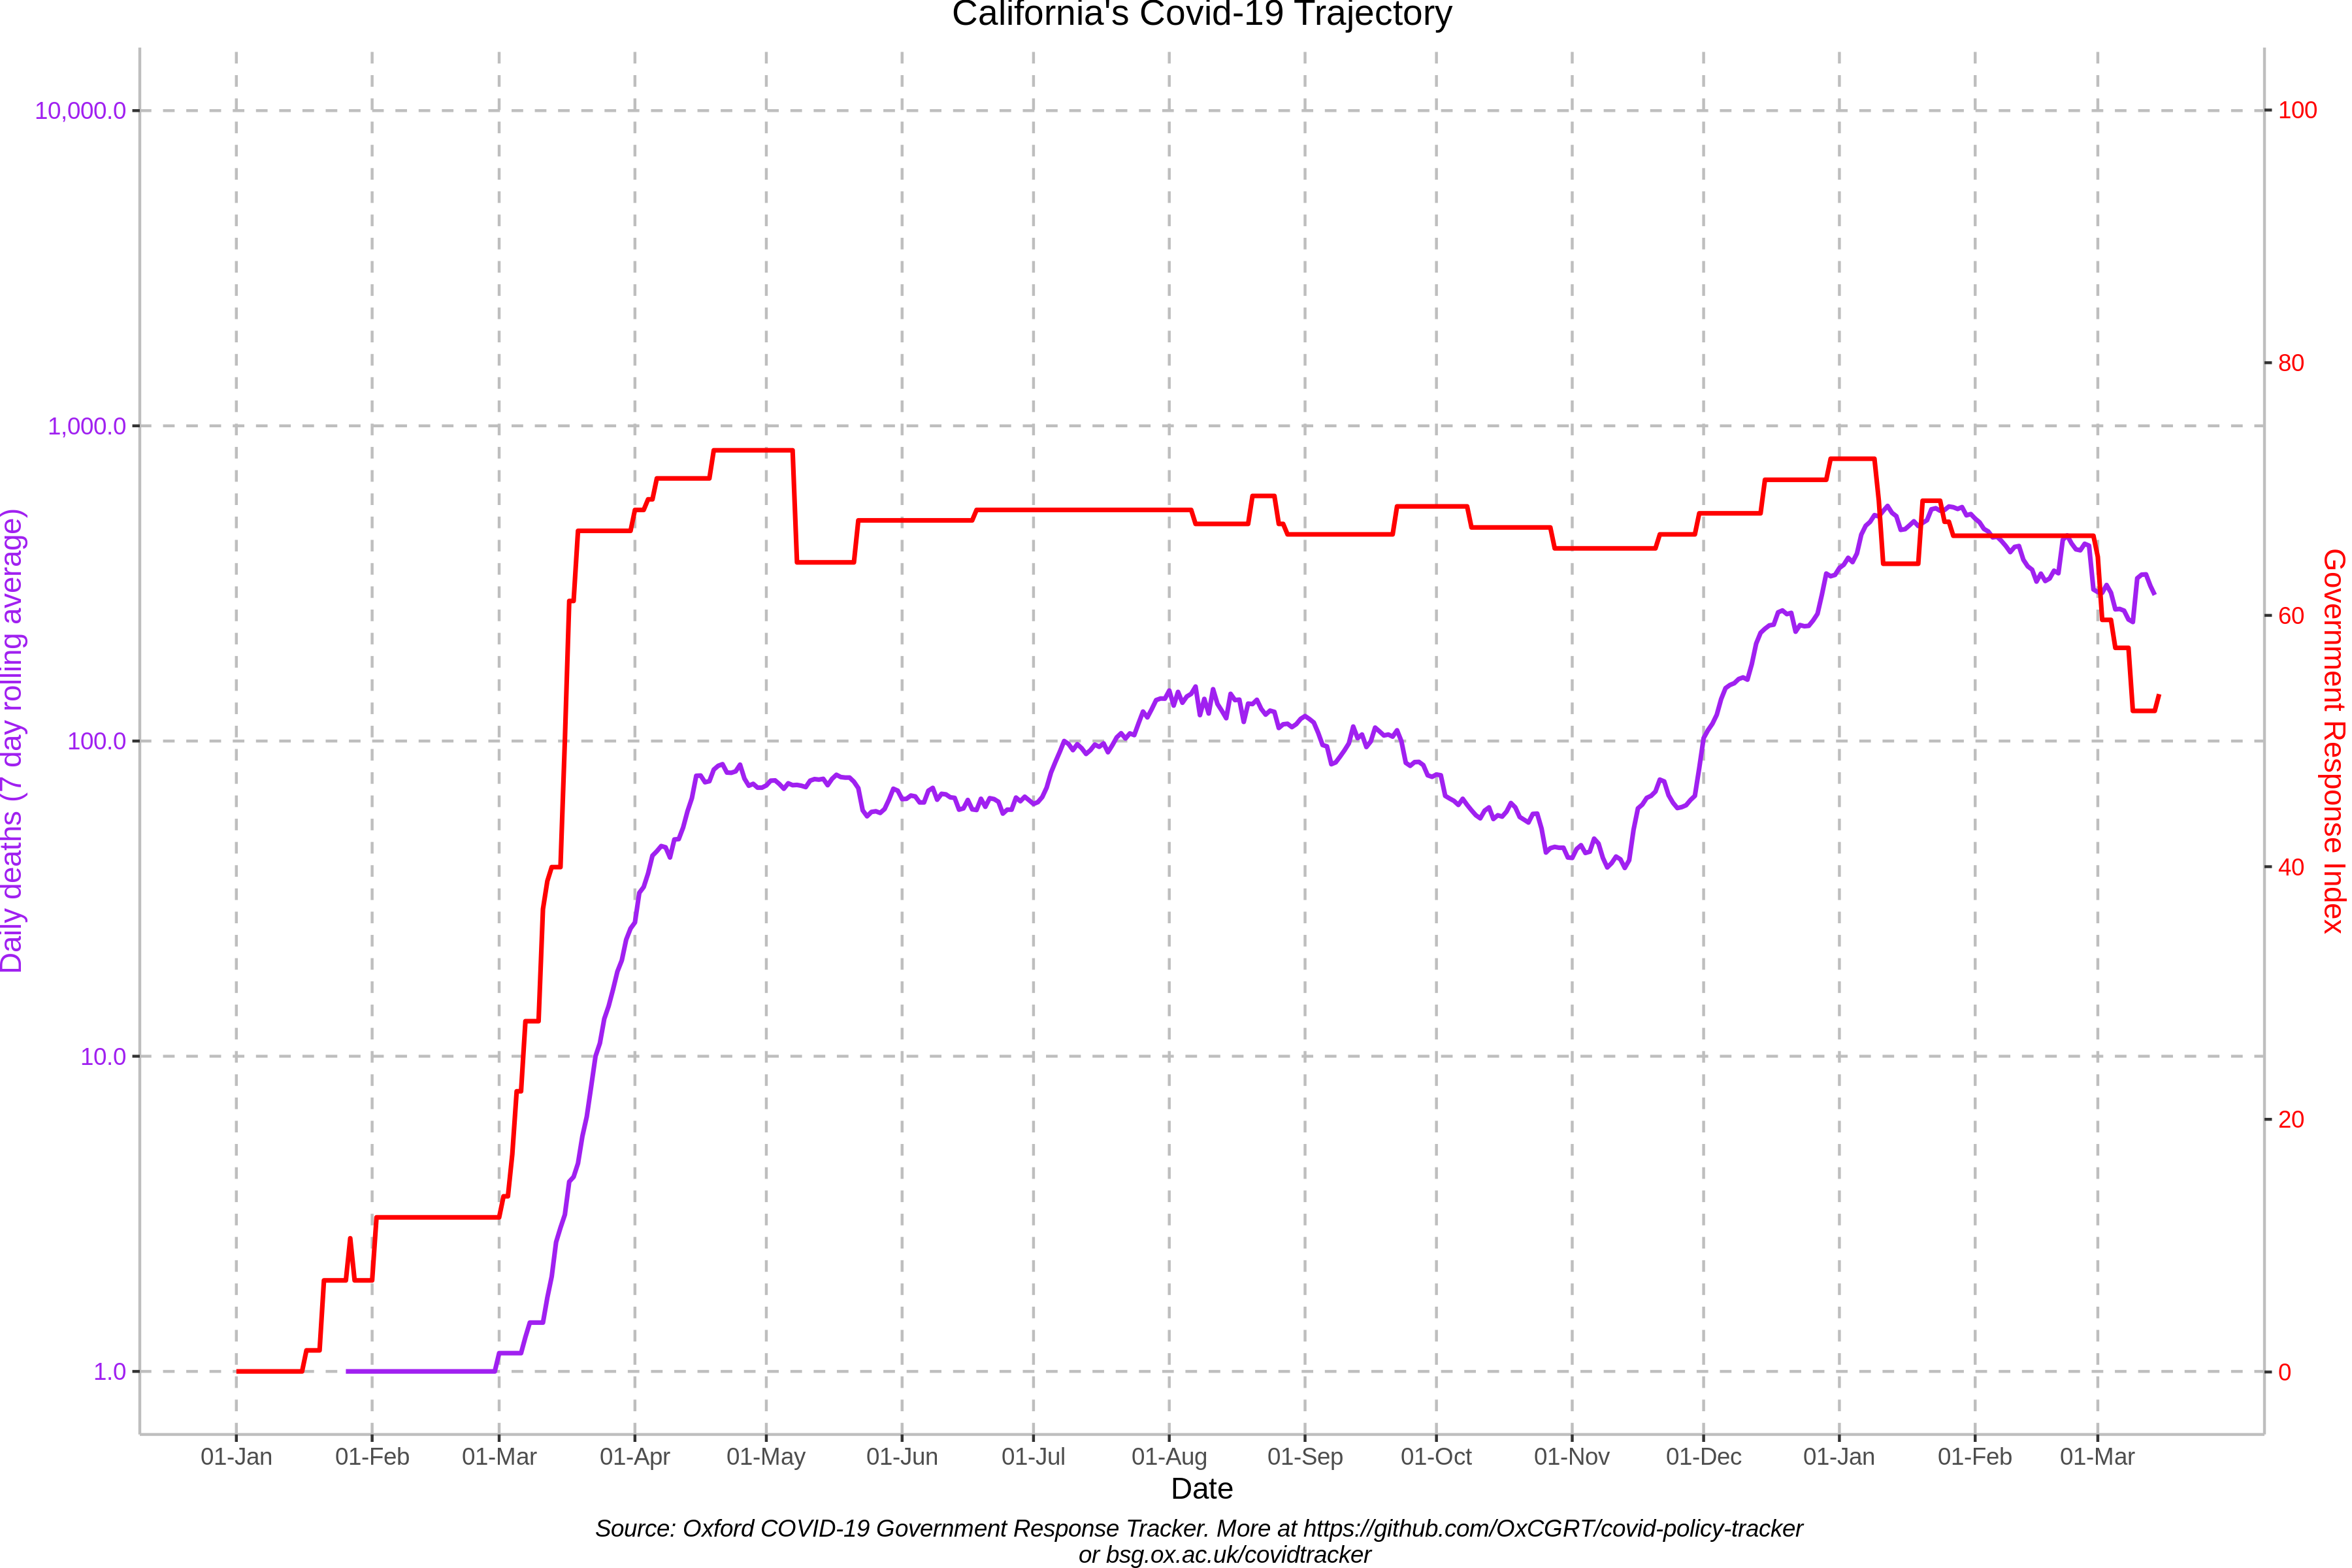 California's Covid-19 Trajectory
10,000.0
1,000.0
100.0
10.0
1.0
Daily deaths (7 day rolling average)
100
80
60
40
20
0
Government Response Index
01-Jan 01-Feb 01-Mar 01-Apr 01-May 01-Jun 01-Jul 01-Aug 01-Sep 01-Oct 01-Nov 01-Dec 01-Jan 01-Feb 01-Mar
Date
Source: Oxford COVID-19 Government Response Tracker. More at https://github.com/OxCGRT/covid-policy-tracker
or bsg.ox.ac.uk/covidtracker